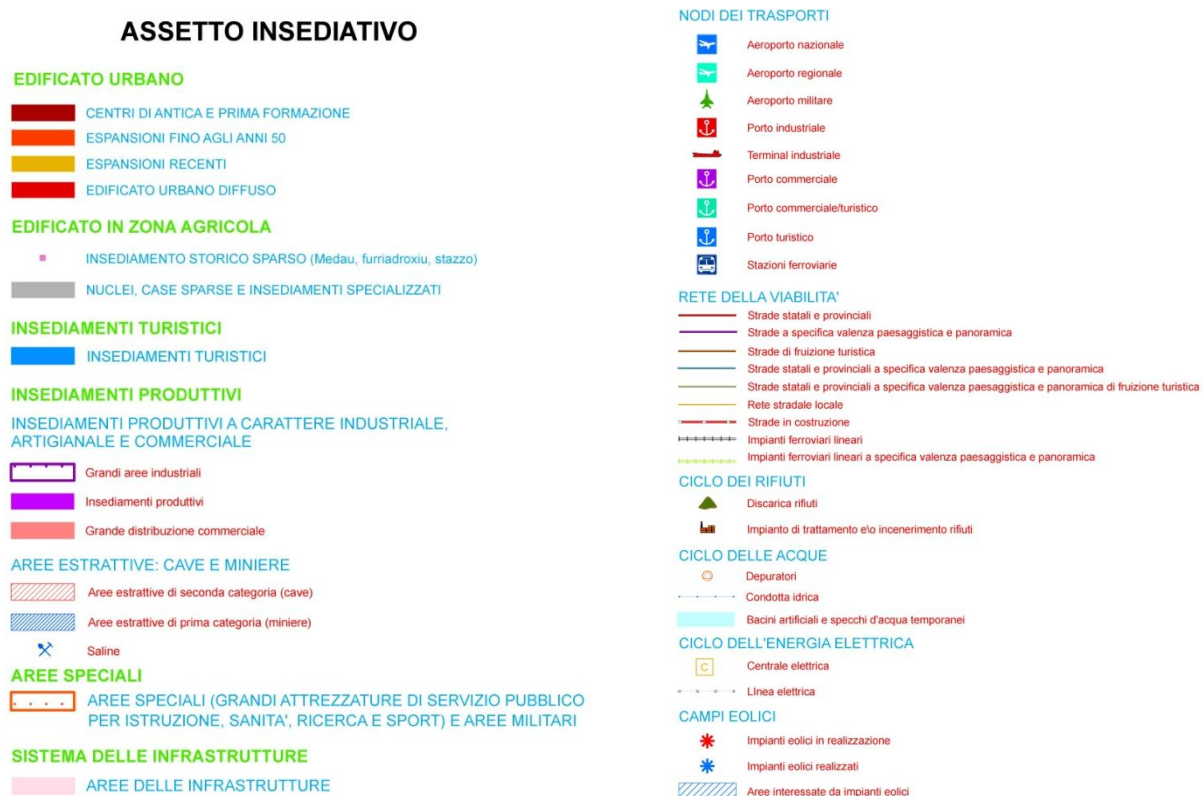 ASSETTO INSEDIATIVO
EDIFICATO URBANO
CENTRI DI ANTICA E PRIMA FORMAZIONE
ESPANSIONI FINO AGLI ANNI 50
ESPANSIONI RECENTI
EDIFICATO URBANO DIFFUSO
EDIFICATO IN ZONA AGRICOLA
INSEDIAMENTO STORICO SPARSO (Medau, furriadroxiu, stazzo)
NUCLEI, CASE SPARSE E INSEDIAMENTI SPECIALIZZATI
INSEDIAMENTI TURISTICI
INSEDIAMENTI TURISTICI
INSEDIAMENTI PRODUTTIVI
INSEDIAMENTI PRODUTTIVI A CARATTERE INDUSTRIALE,
ARTIGIANALE E COMMERCIALE
Grandi aree industriali
Insediamenti produttivi
Grande distribuzione commerciale
AREE ESTRATTIVE: CAVE E MINIERE
Aree estrattive di seconda categoria (cave)
Aree estrattive di prima categoria (miniere)
Saline
AREE SPECIALI
AREE SPECIALI (GRANDI ATTREZZATURE DI SERVIZIO PUBBLICO
PER ISTRUZIONE, SANITA', RICERCA E SPORT) E AREE MILITARI
SISTEMA DELLE INFRASTRUTTURE
AREE DELLE INFRASTRUTTURE
NODI DEI TRASPORTI
Aeroporto nazionale
Aeroporto regionale
Aeroporto militare
Porto industriale
Terminal industriale
Porto commerciale
Porto commerciale/turistico
Porto turistico
Stazioni ferroviarie
RETE DELLA VIABILITA'
Strade statali e provinciali
Strade a specifica valenza paesaggistica e panoramica
Strade di fruizione turistica
Strade statali e provinciali a specifica valenza paesaggistica e panoramica
Strade statali e provinciali a specifica valenza paesaggistica e panoramica di fruizione turistica
Rete stradale locale
Strade in costruzione
Impianti ferroviari lineari
Impianti ferroviari lineari a specifica valenza paesaggistica e panoramica
CICLO DEI RIFIUTI
Discarica rifiuti
Impianto di trattamento e\o incenerimento rifiuti
CICLO DELLE ACQUE
Depuratori
Condotta idrica
Bacini artificiali e specchi d'acqua temporanei
CICLO DELL'ENERGIA ELETTRICA
C Centrale elettrica
LInea elettrica
CAMPI EOLICI
Impianti eolici in realizzazione
Impianti eolici realizzati
Aree interessate da impianti eolici